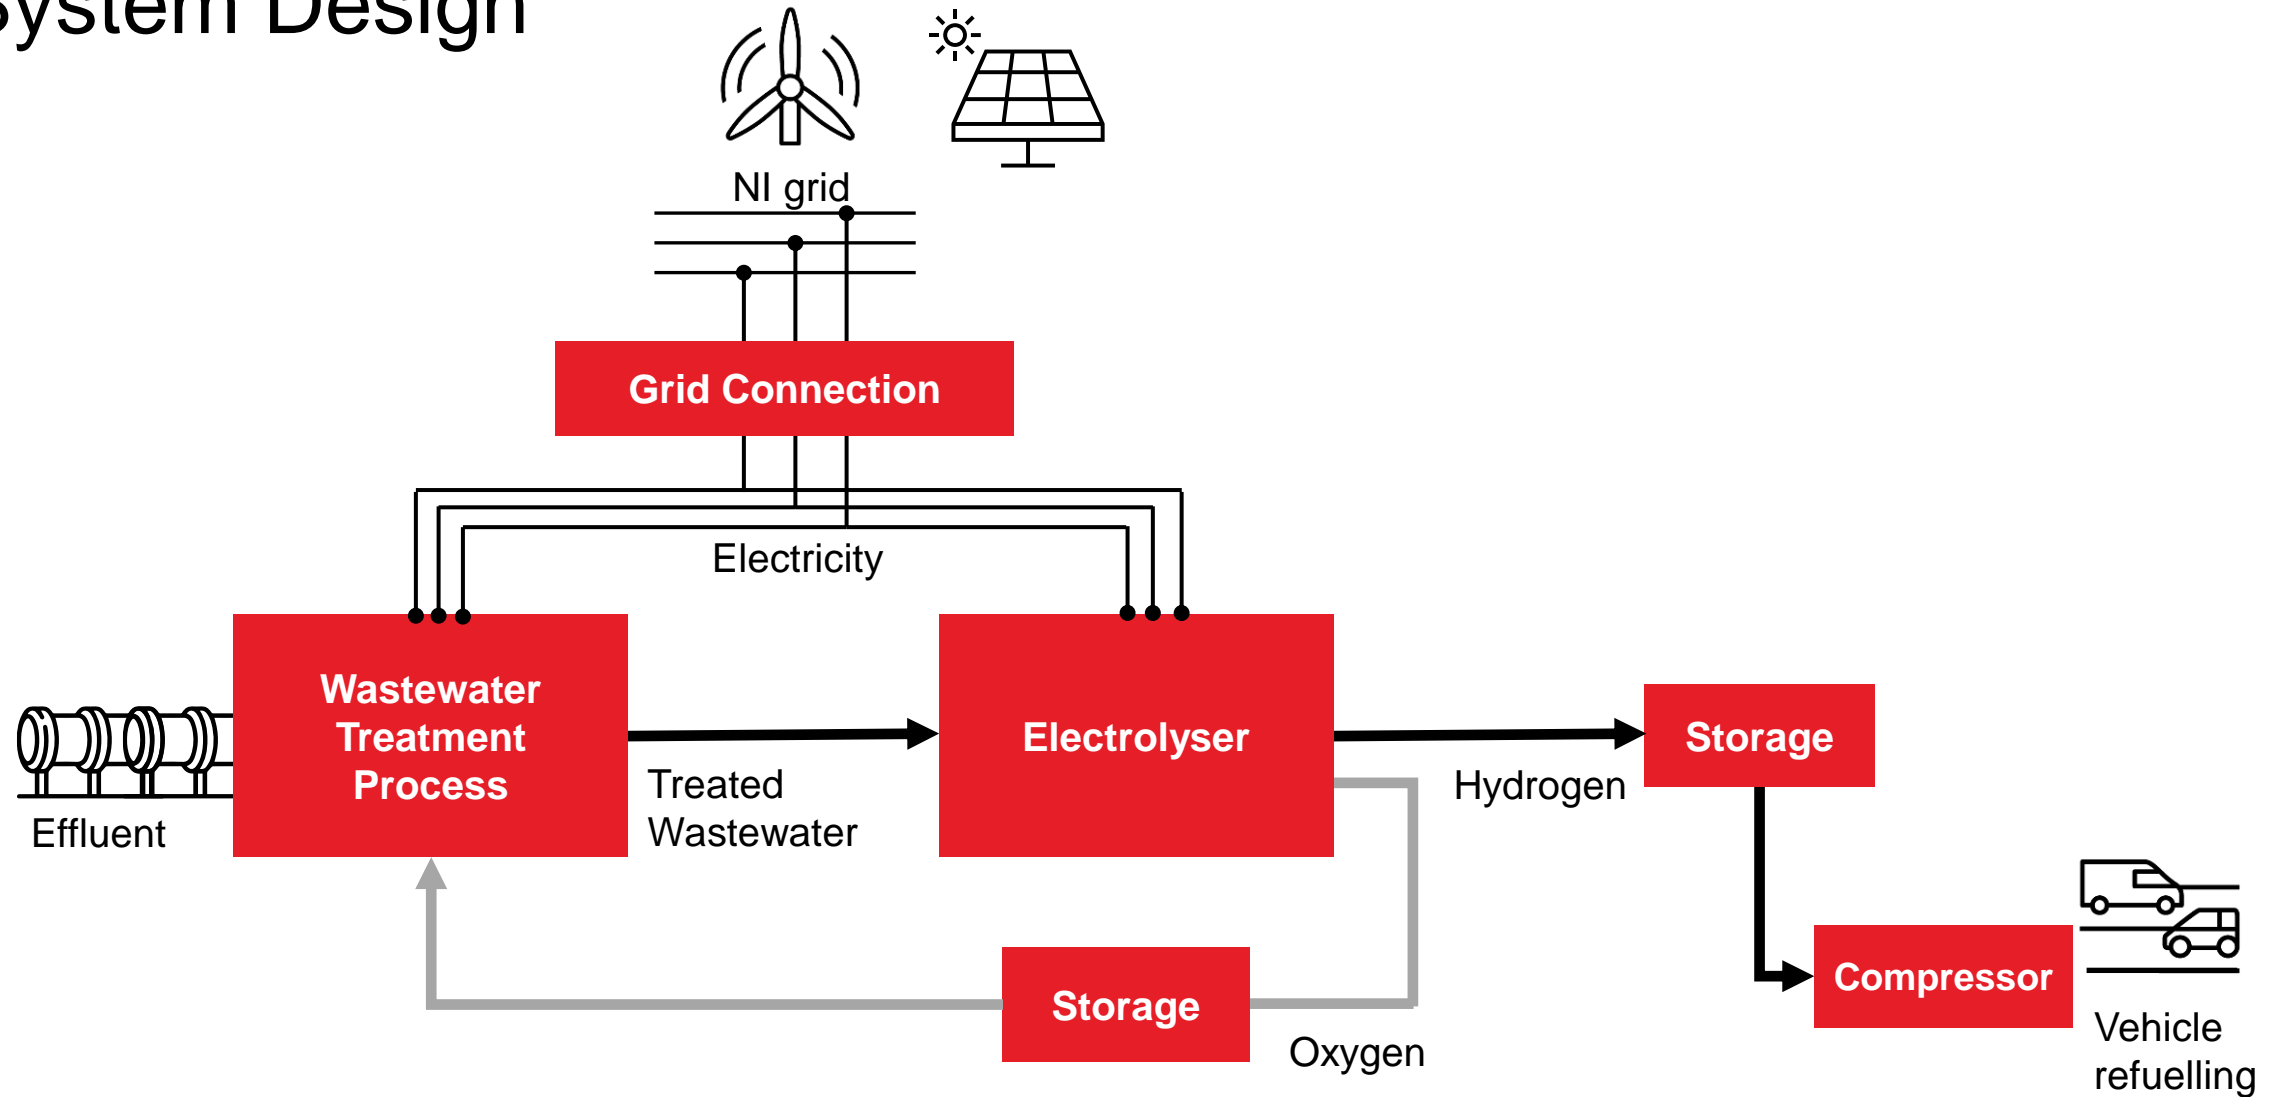 System Design
NI grid
Grid Connection
Electricity
Wastewater
Treatment
Process
Effluent
Treated
Wastewater
Electrolyser
Hydrogen
Storage
Storage
Oxygen
Compressor
Vehicle
refuelling